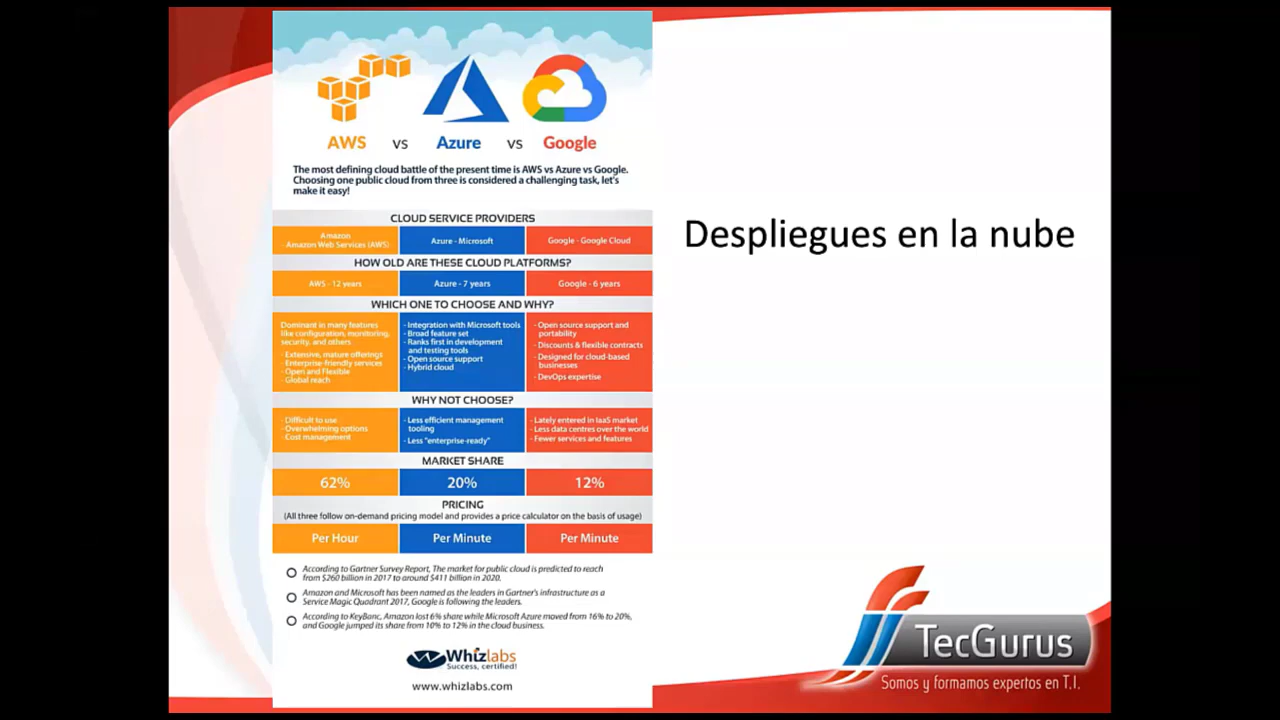 AWS vs Azure vs Google
The most defining cloud battle of the present time is AWS vs Azure vs Google.
Choosing one public cloud from three is considered a challenging task, let's
make it easy!
CLOUD SERVICE PROVIDERS
Amazon
Amazon Web Services (AWS)
Azure - Microsoft
Google - Google Cloud
HOW OLD ARE THESE CLOUD PLATFORMS?
AWS - 12 years
Azure - 7 years
Google - 6 years
WHICH ONE TO CHOOSE AND WHY?
Dominant in many features
like configuration, monitoring,
security, and others
- Extensive, mature offerings
- Enterprise-friendly services
- Open and Flexible
- Global reach
- Integration with Microsoft tools
- Broad feature set
- Ranks first in development
and testing tools
- Open source support
- Hybrid cloud
- Open source support and
portability
- Discounts & flexible contracts
- Designed for cloud-based
businesses
- DevOps expertise
WHY NOT CHOOSE?
- Difficult to use
- Overwhelming options
- Cost management
- Less efficient management
tooling
- Less "enterprise-ready"
- Lately entered in IaaS market
- Less data centres over the world
- Fewer services and features
MARKET SHARE
62%
20%
12%
PRICING
(All three follow on-demand pricing model and provides a price calculator on the basis of usage)
Per Hour
Per Minute
Per Minute
According to Gartner Survey Report, The market for public cloud is predicted to reach
from $260 billion in 2017 to around $411 billion in 2020.
Amazon and Microsoft has been named as the leaders in Gartner's infrastructure as a
Service Magic Quadrant 2017, Google is following the leaders.
According to KeyBanc, Amazon lost 6% share while Microsoft Azure moved from 16% to 20%,
and Google jumped its share from 10% to 12% in the cloud business.
Whizlabs
Success, certified!
www.whizlabs.com
Despliegues en la nube
TecGurus
Somos y formamos expertos en T.I.